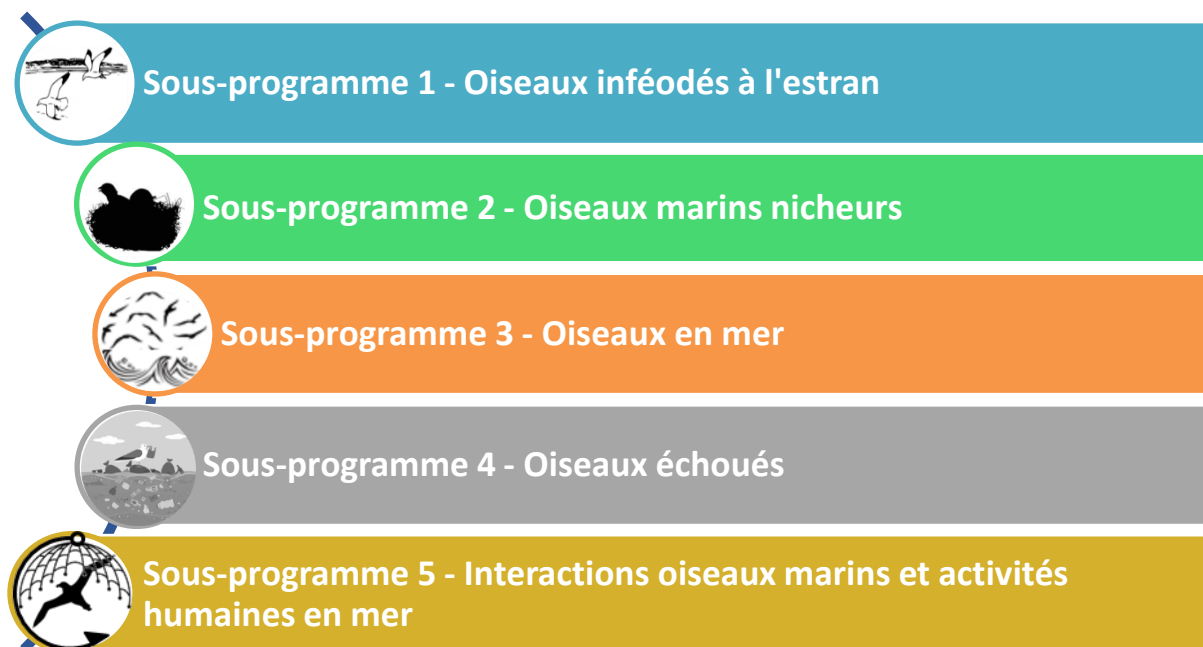 Sous-programme 1 - Oiseaux inféodés à l'estran
Sous-programme 2 - Oiseaux marins nicheurs
Sous-programme 3 - Oiseaux en mer
Sous-programme 4 - Oiseaux échoués
Sous-programme 5 - Interactions oiseaux marins et activités
humaines en mer